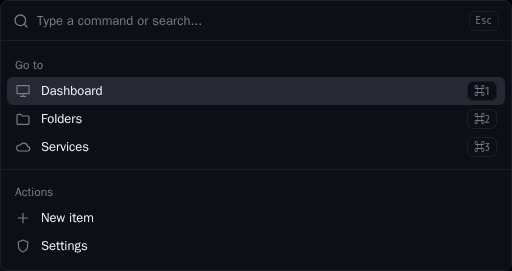 Type a command or search...
Esc
Go to
Dashboard ⌘1
Folders ⌘2
Services ⌘3
Actions
New item
Settings